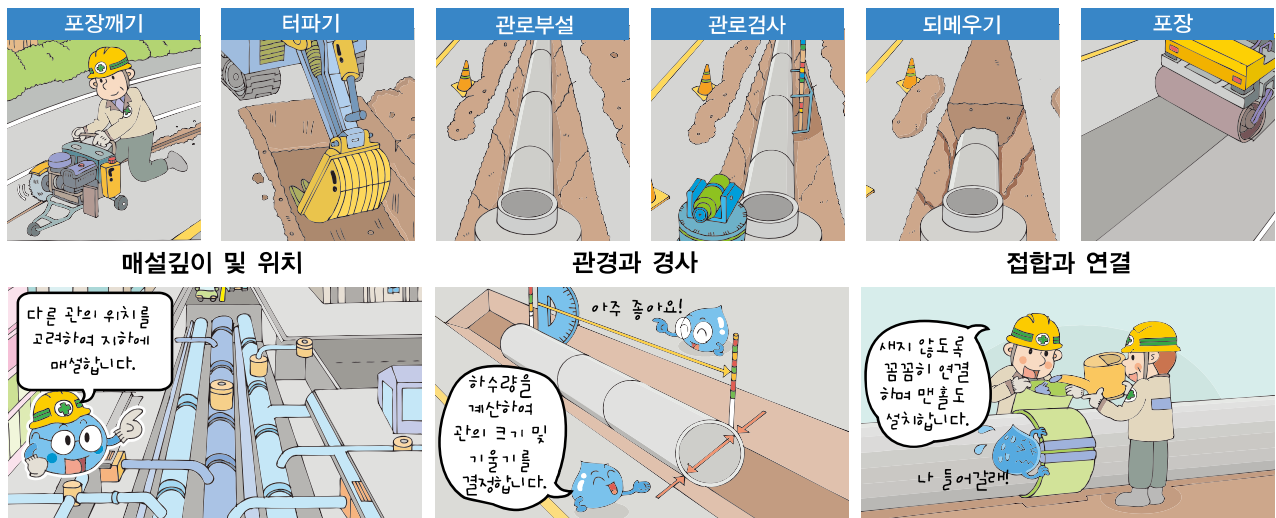 포장깨기
터파기
관로부설
관로검사
되메우기
포장
매설깊이 및 위치
관경과 경사
접합과 연결
다른 관의 위치를
고려하여 지하에
매설합니다.
아주 좋아요!
하수량을
계산하여
관의 크기 및
기울기를
결정합니다.
새지 않도록
꼼꼼히 연결
하며 맨홀도
설치합니다.
나 들어갈래!